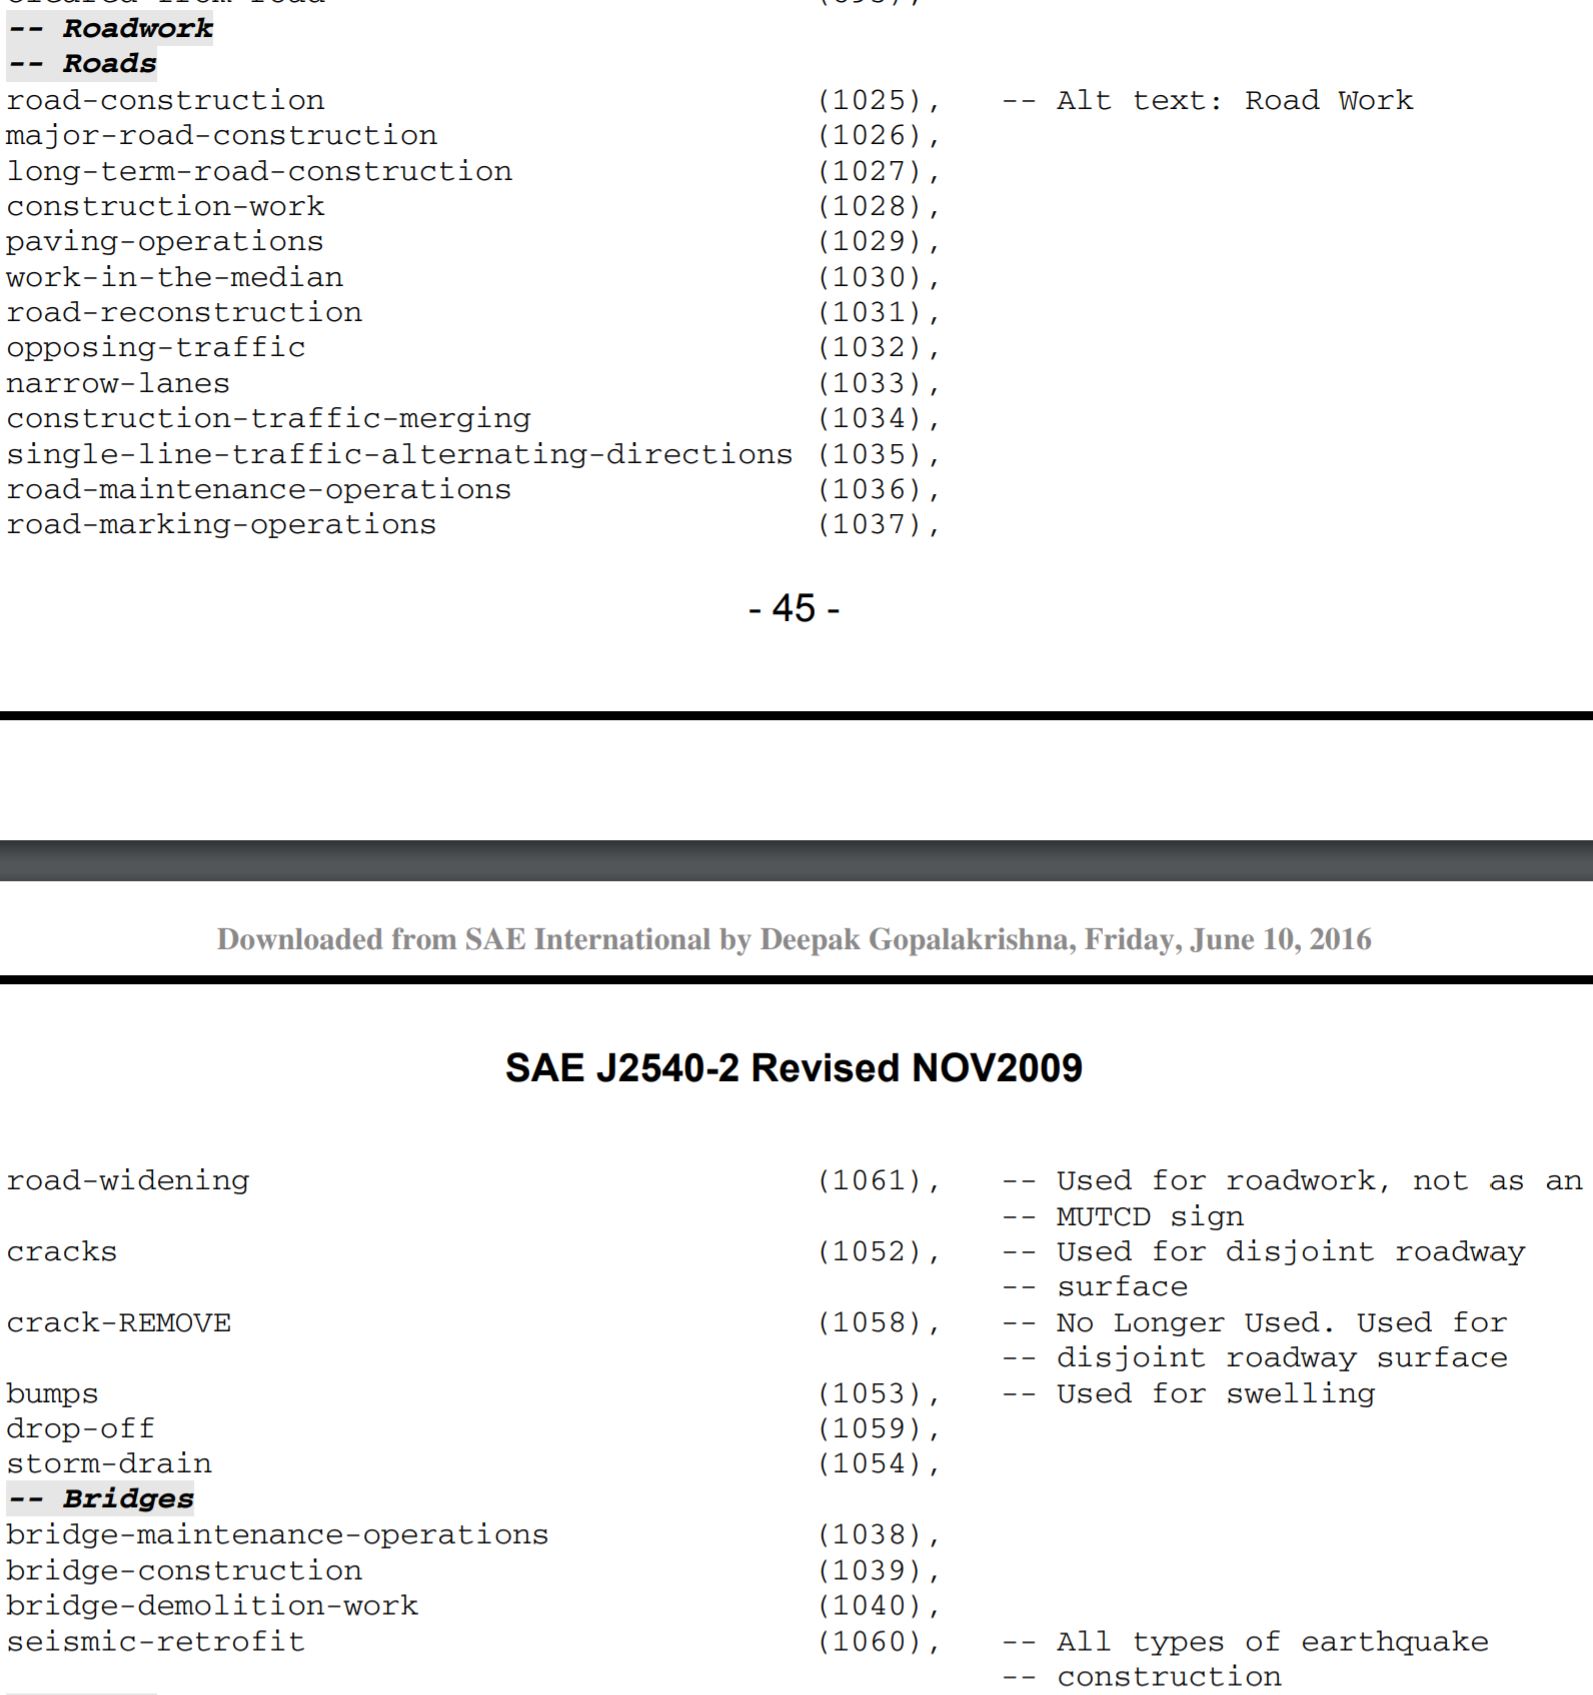 -- Roadwork
-- Roads
road-construction (1025), -- Alt text: Road Work
major-road-construction (1026),
long-term-road-construction (1027),
construction-work (1028),
paving-operations (1029),
work-in-the-median (1030),
road-reconstruction (1031),
opposing-traffic (1032),
narrow-lanes (1033),
construction-traffic-merging (1034),
single-line-traffic-alternating-directions (1035),
road-maintenance-operations (1036),
road-marking-operations (1037),
- 45 -
Downloaded from SAE International by Deepak Gopalakrishna, Friday, June 10, 2016
SAE J2540-2 Revised NOV2009
road-widening (1061), -- Used for roadwork, not as an
-- MUTCD sign
cracks (1052), -- Used for disjoint roadway
-- surface
crack-REMOVE (1058), -- No Longer Used. Used for
-- disjoint roadway surface
bumps (1053), -- Used for swelling
drop-off (1059),
storm-drain (1054),
-- Bridges
bridge-maintenance-operations (1038),
bridge-construction (1039),
bridge-demolition-work (1040),
seismic-retrofit (1060), -- All types of earthquake
-- construction